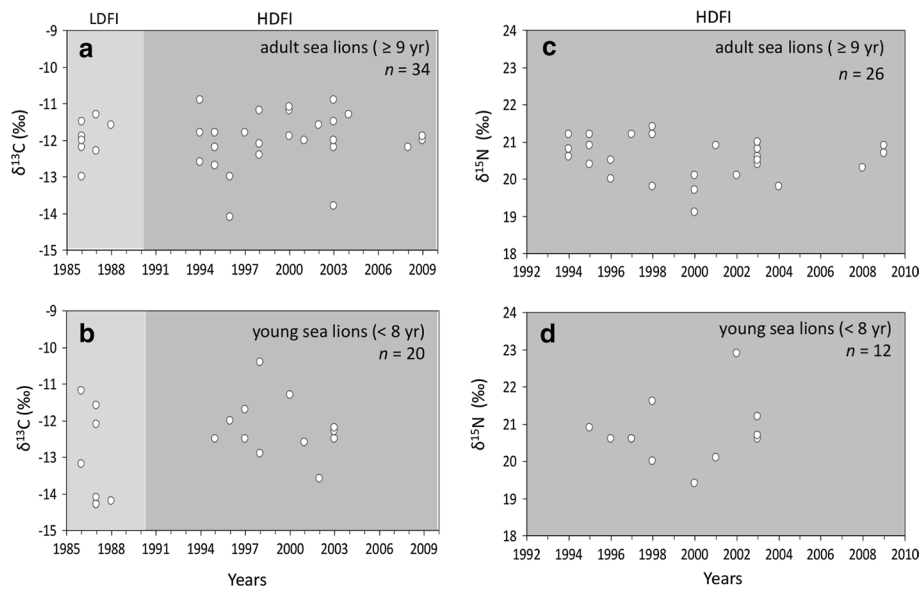 LDFI HDFI
a
adult sea lions ( ≥ 9 yr)
n = 34
δ13C (‰)
-9
-10
-11
-12
-13
-14
-15
1985 1988 1991 1994 1997 2000 2003 2006 2009
b
young sea lions (< 8 yr)
n = 20
δ13C (‰)
-9
-10
-11
-12
-13
-14
-15
1985 1988 1991 1994 1997 2000 2003 2006 2009
Years
HDFI
c
adult sea lions ( ≥ 9 yr)
n = 26
δ15N (‰)
24
23
22
21
20
19
18
1992 1994 1996 1998 2000 2002 2004 2006 2008 2010
d
young sea lions (< 8 yr)
n = 12
δ15N (‰)
24
23
22
21
20
19
18
1992 1994 1996 1998 2000 2002 2004 2006 2008 2010
Years